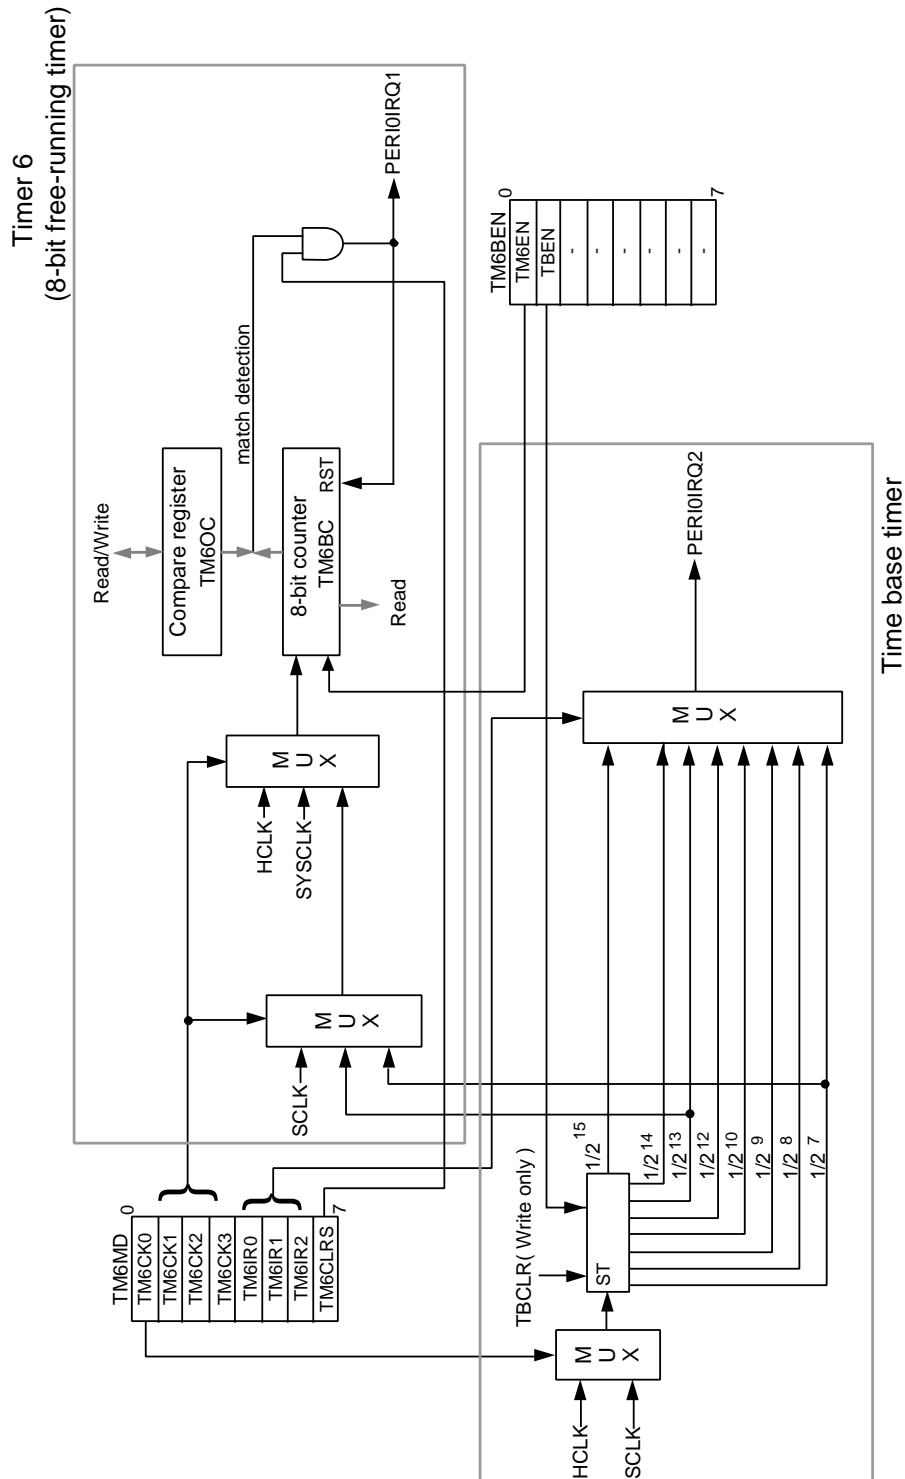 Timer 6
(8-bit free-running timer)
Read/Write
Compare register
TM6OC
match detection
8-bit counter
TM6BC
RST
Read
PERI0IRQ1
M
U
X
HCLK
SYSCLK
M
U
X
SCLK
TM6MD
0
TM6CK0
TM6CK1
TM6CK2
TM6CK3
TM6IR0
TM6IR1
TM6IR2
TM6CLRS
7
TM6BEN
0
TM6EN
TBEN
-
-
-
-
-
-
7
TBCLR( Write only )
HCLK
SCLK
M
U
X
ST
1/2 15
1/2 14
1/2 13
1/2 12
1/2 10
1/2 9
1/2 8
1/2 7
M
U
X
PERI0IRQ2
Time base timer